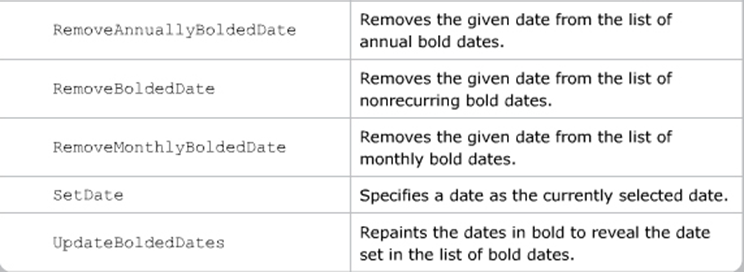 RemoveAnnuallyBoldedDate
Removes the given date from the list of
annual bold dates.
RemoveBoldedDate
Removes the given date from the list of
nonrecurring bold dates.
RemoveMonthlyBoldedDate
Removes the given date from the list of
monthly bold dates.
SetDate
Specifies a date as the currently selected date.
UpdateBoldedDates
Repaints the dates in bold to reveal the date
set in the list of bold dates.